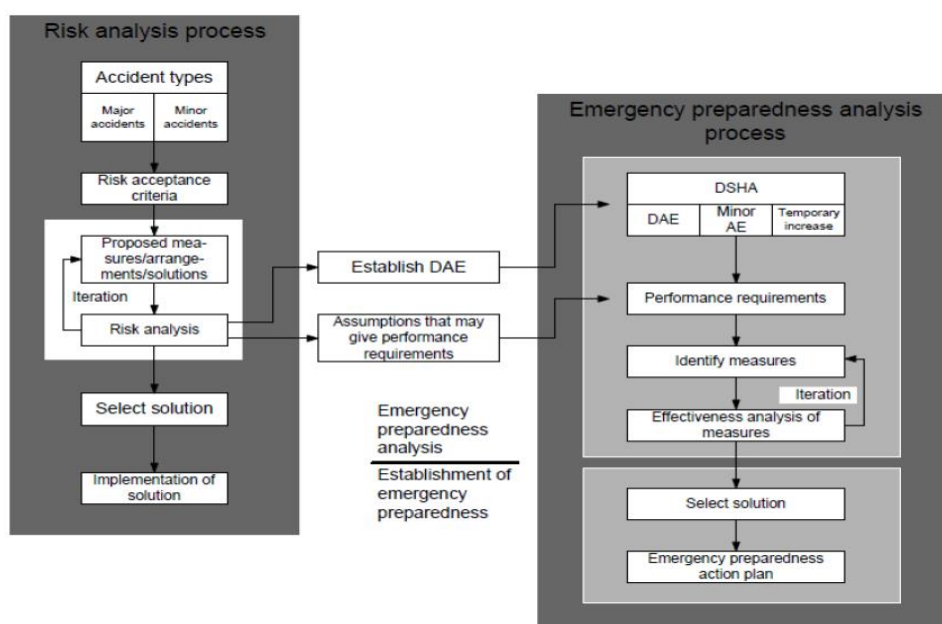 Risk analysis process
Accident types
Major
accidents
Minor
accidents
Risk acceptance
criteria
Proposed mea-
sures/arrange-
ments/solutions
Iteration
Risk analysis
Select solution
Implementation of
solution
Establish DAE
Assumptions that may
give performance
requirements
Emergency
preparedness
analysis
Establishment of
emergency
preparedness
Emergency preparedness analysis
process
DSHA
DAE
Minor
AE
Temporary
increase
Performance requirements
Identify measures
Iteration
Effectiveness analysis of
measures
Select solution
Emergency preparedness
action plan